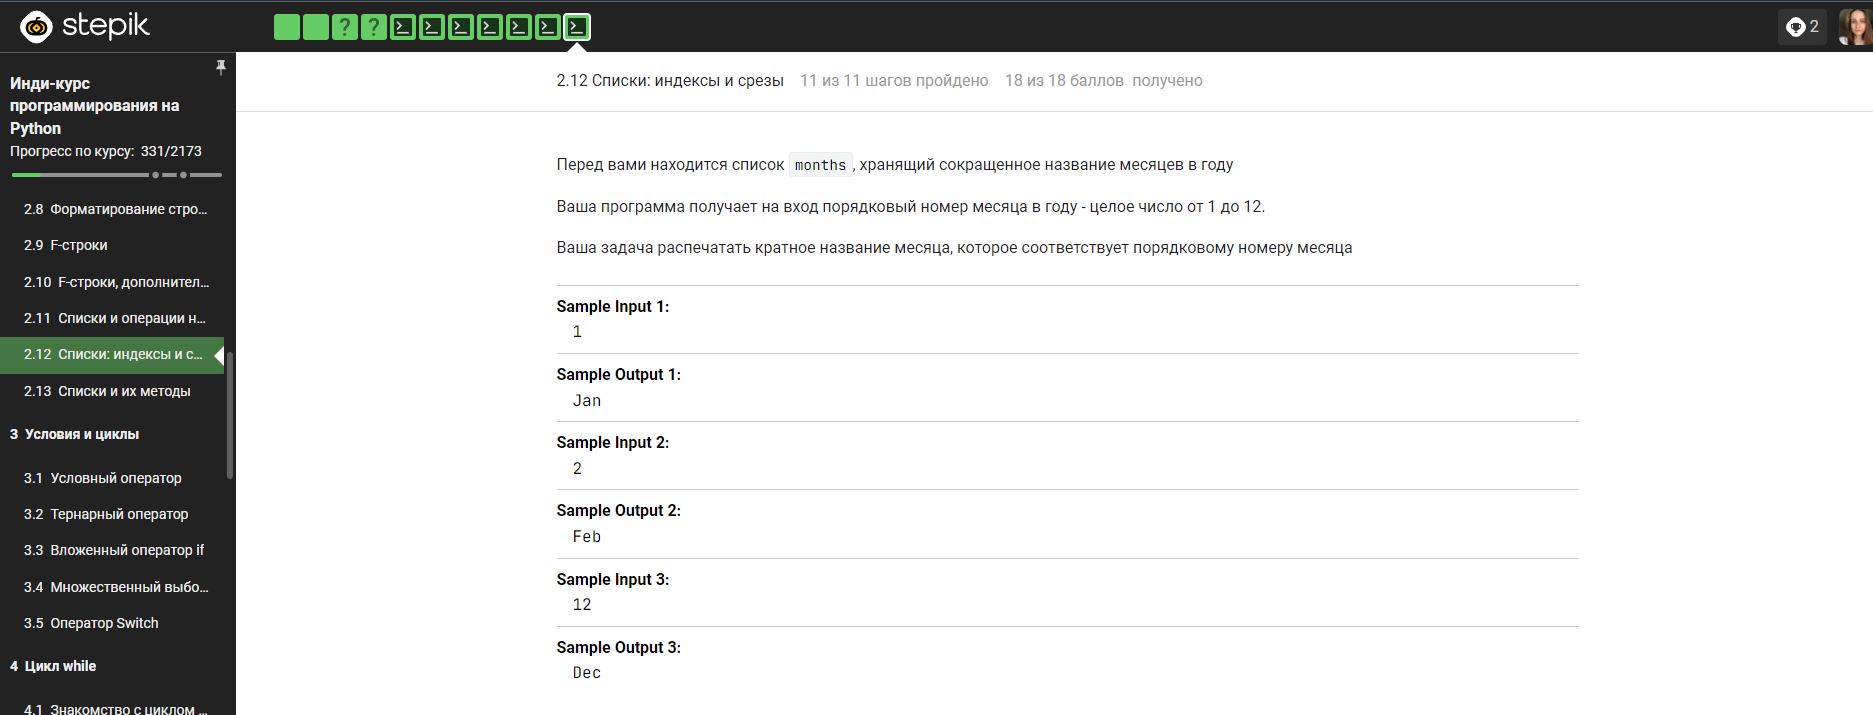 stepik
2
Инди-курс
программирования на
Python
Прогресс по курсу: 331/2173
2.8 Форматирование стро...
2.9 F-строки
2.10 F-строки, дополнител...
2.11 Списки и операции н...
2.12 Списки: индексы и с...
2.13 Списки и их методы
3 Условия и циклы
3.1 Условный оператор
3.2 Тернарный оператор
3.3 Вложенный оператор if
3.4 Множественный выбо...
3.5 Оператор Switch
4 Цикл while
4.1 Знакомство с циклом ...
2.12 Списки: индексы и срезы 11 из 11 шагов пройдено 18 из 18 баллов получено
Перед вами находится список months, хранящий сокращенное название месяцев в году
Ваша программа получает на вход порядковый номер месяца в году - целое число от 1 до 12.
Ваша задача распечатать кратное название месяца, которое соответствует порядковому номеру месяца
Sample Input 1:
1
Sample Output 1:
Jan
Sample Input 2:
2
Sample Output 2:
Feb
Sample Input 3:
12
Sample Output 3:
Dec